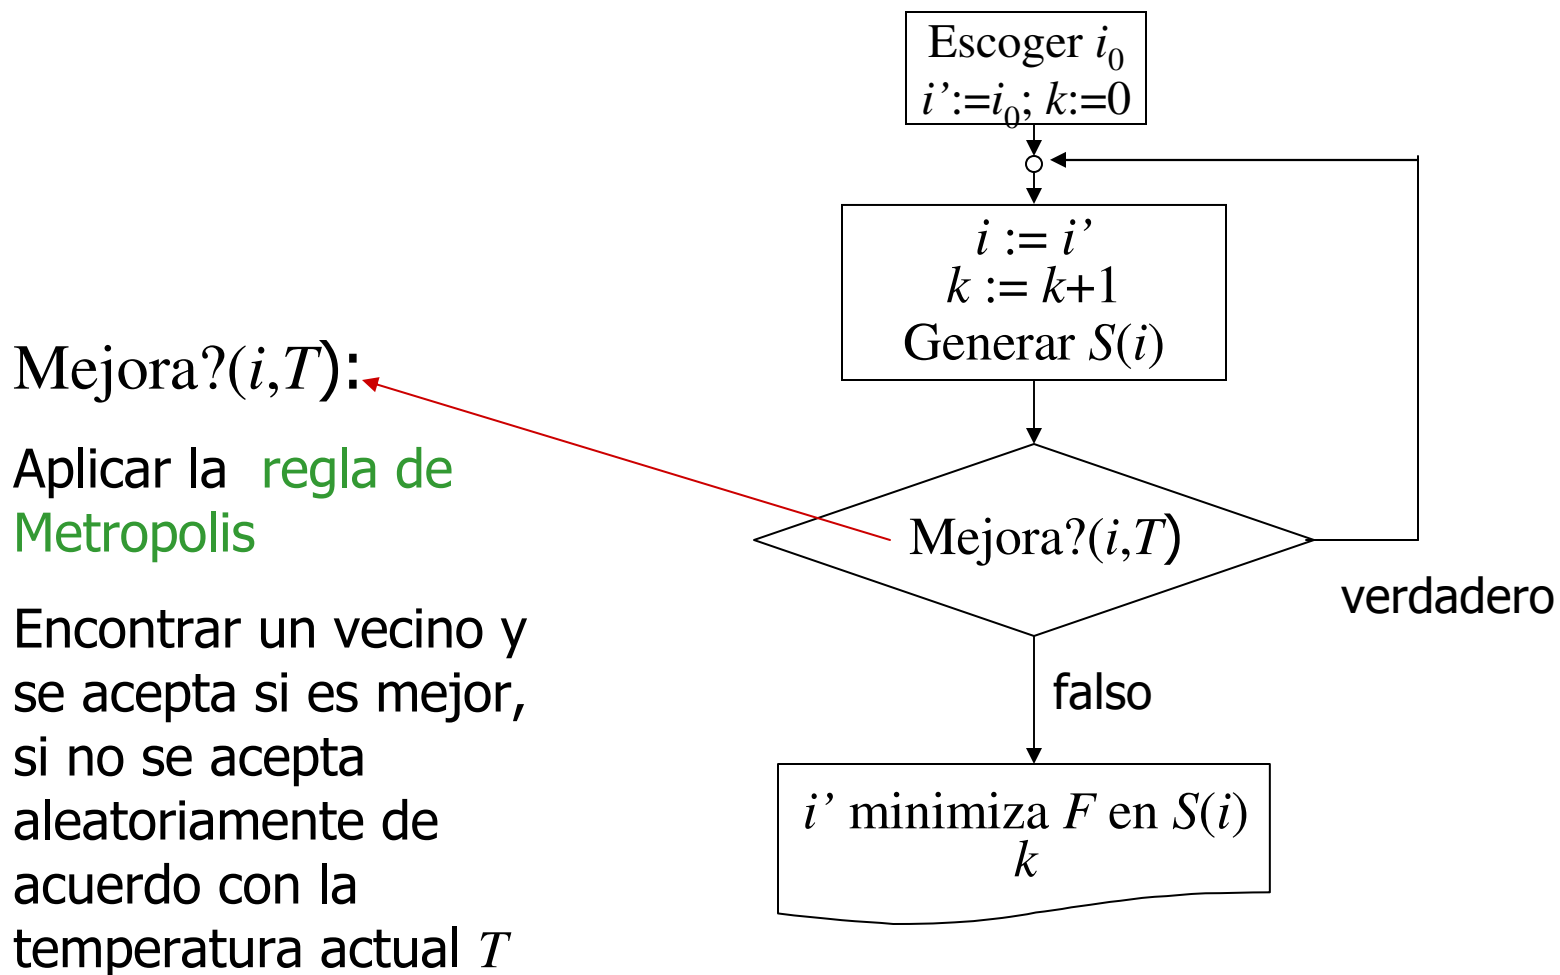 Escoger i₀
i’:=i₀; k:=0
i := i’
k := k+1
Generar S(i)
Mejora?(i,T)
verdadero
falso
i’ minimiza F en S(i)
k
Mejora?(i,T):
Aplicar la regla de
Metropolis
Encontrar un vecino y
se acepta si es mejor,
si no se acepta
aleatoriamente de
acuerdo con la
temperatura actual T